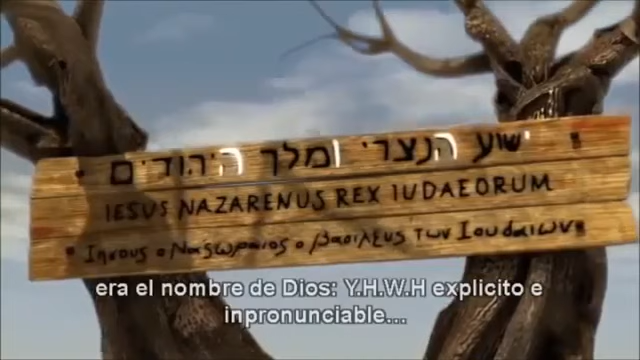 ישוע הנצרי ומלך היהודים
IESUS NAZARENUS REX IUDAEORUM
Ιησους ο Ναζωραιος ο βασιλευς των Ιουδαιων
era el nombre de Dios: Y.H.W.H explicito e
inpronunciable...